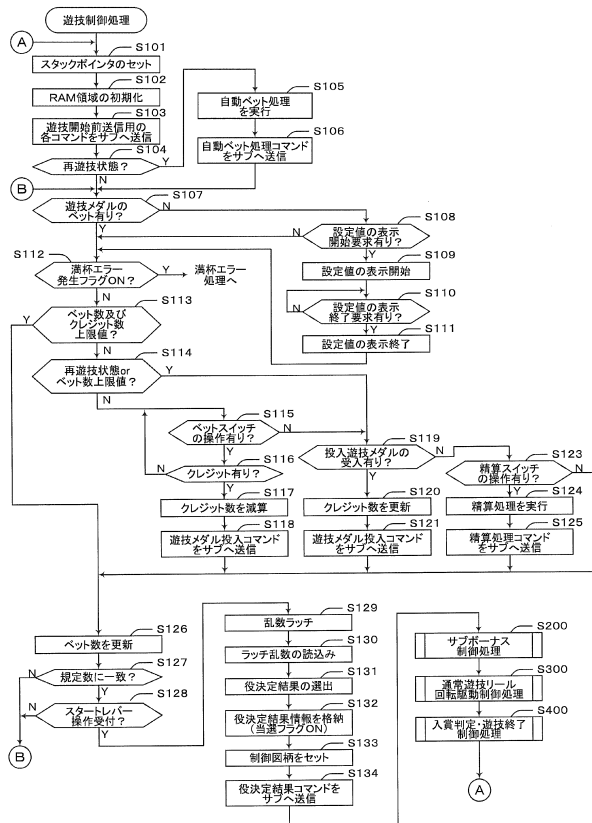 遊技制御処理
A
S101
スタックポインタのセット
S102
RAM領域の初期化
S103
遊技開始前送信用の
各コマンドをサブへ送信
S104
再遊技状態?
Y
N
S105
自動ベット処理
を実行
S106
自動ベット処理コマンド
をサブへ送信
B
S107
遊技メダルの
ベット有り?
N
Y
S108
設定値の表示
開始要求有り?
N
Y
S109
設定値の表示開始
S110
設定値の表示
終了要求有り?
N
Y
S111
設定値の表示終了
S112
満杯エラー
発生フラグON?
Y
満杯エラー
処理へ
N
S113
ベット数及び
クレジット数
上限値?
Y
N
S114
再遊技状態or
ベット数上限値?
Y
N
S115
ベットスイッチ
の操作有り?
N
Y
S116
クレジット有り?
N
Y
S117
クレジット数を減算
S118
遊技メダル投入コマンド
をサブへ送信
S119
投入遊技メダルの
受入有り?
N
Y
S120
クレジット数を更新
S121
遊技メダル投入コマンド
をサブへ送信
S123
精算スイッチ
の操作有り?
N
Y
S124
精算処理を実行
S125
精算処理コマンド
をサブへ送信
S126
ベット数を更新
S127
規定数に一致?
N
Y
S128
スタートレバー
操作受付?
N
Y
B
S129
乱数ラッチ
S130
ラッチ乱数の読込み
S131
役決定結果の選出
S132
役決定結果情報を格納
(当選フラグON)
S133
制御図柄をセット
S134
役決定結果コマンドを
サブへ送信
S200
サブボーナス
制御処理
S300
通常遊技リール
回転駆動制御処理
S400
入賞判定・遊技終了
制御処理
A